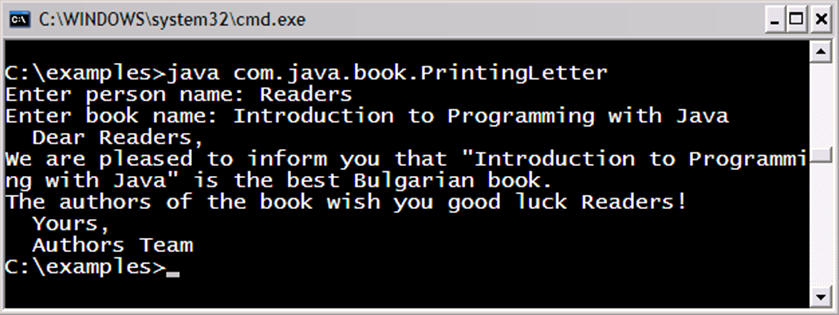 C:\WINDOWS\system32\cmd.exe
C:\examples>java com.java.book.PrintingLetter
Enter person name: Readers
Enter book name: Introduction to Programming with Java
  Dear Readers,
We are pleased to inform you that "Introduction to Programmi
ng with Java" is the best Bulgarian book.
The authors of the book wish you good luck Readers!
  Yours,
  Authors Team
C:\examples>_